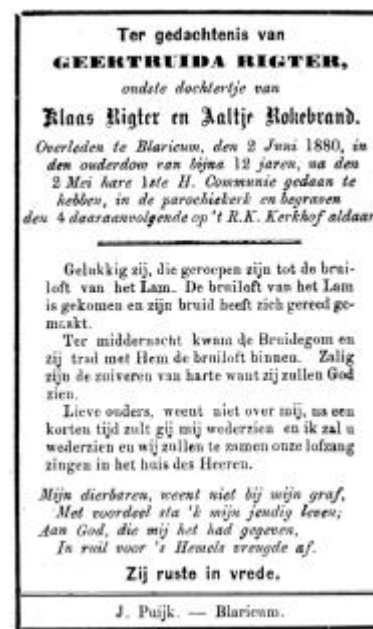 Ter gedachtenis van
GEERTRUIDA RIGTER,
oudste dochtertje van
Klaas Rigter en Aaltje Rokebrand.
Overleden te Blaricum, den 2 Juni 1880, in
den ouderdom van bijna 12 jaren, na den
2 Mei hare 1ste H. Communie gedaan te
hebben, in de parochiekerk en begraven
den 4 daaraanvolgende op 't R.K. Kerkhof aldaar
Gelukkig zij, die geroepen zijn tot de brui-
loft van het Lam. De bruiloft van het Lam
is gekomen en zijn bruid heeft zich gereed ge-
maakt.
Ter middernacht kwam de Bruidegom en
zij trad met Hem de bruiloft binnen. Zalig
zijn de zuiveren van harte want zij zullen God
zien.
Lieve ouders, weent niet over mij, na een
korten tijd zult gij mij wederzien en ik zal u
wederzien en wij zullen te zamen onze lofzang
zingen in het huis des Heeren.
Mijn dierbaren, weent niet bij mijn graf,
Met voordeel sta 'k mijn jeudig leven;
Aan God, die mij het had gegeven,
In ruil voor 's Hemels vreugde af.
Zij ruste in vrede.
J. Puijk. — Blaricum.